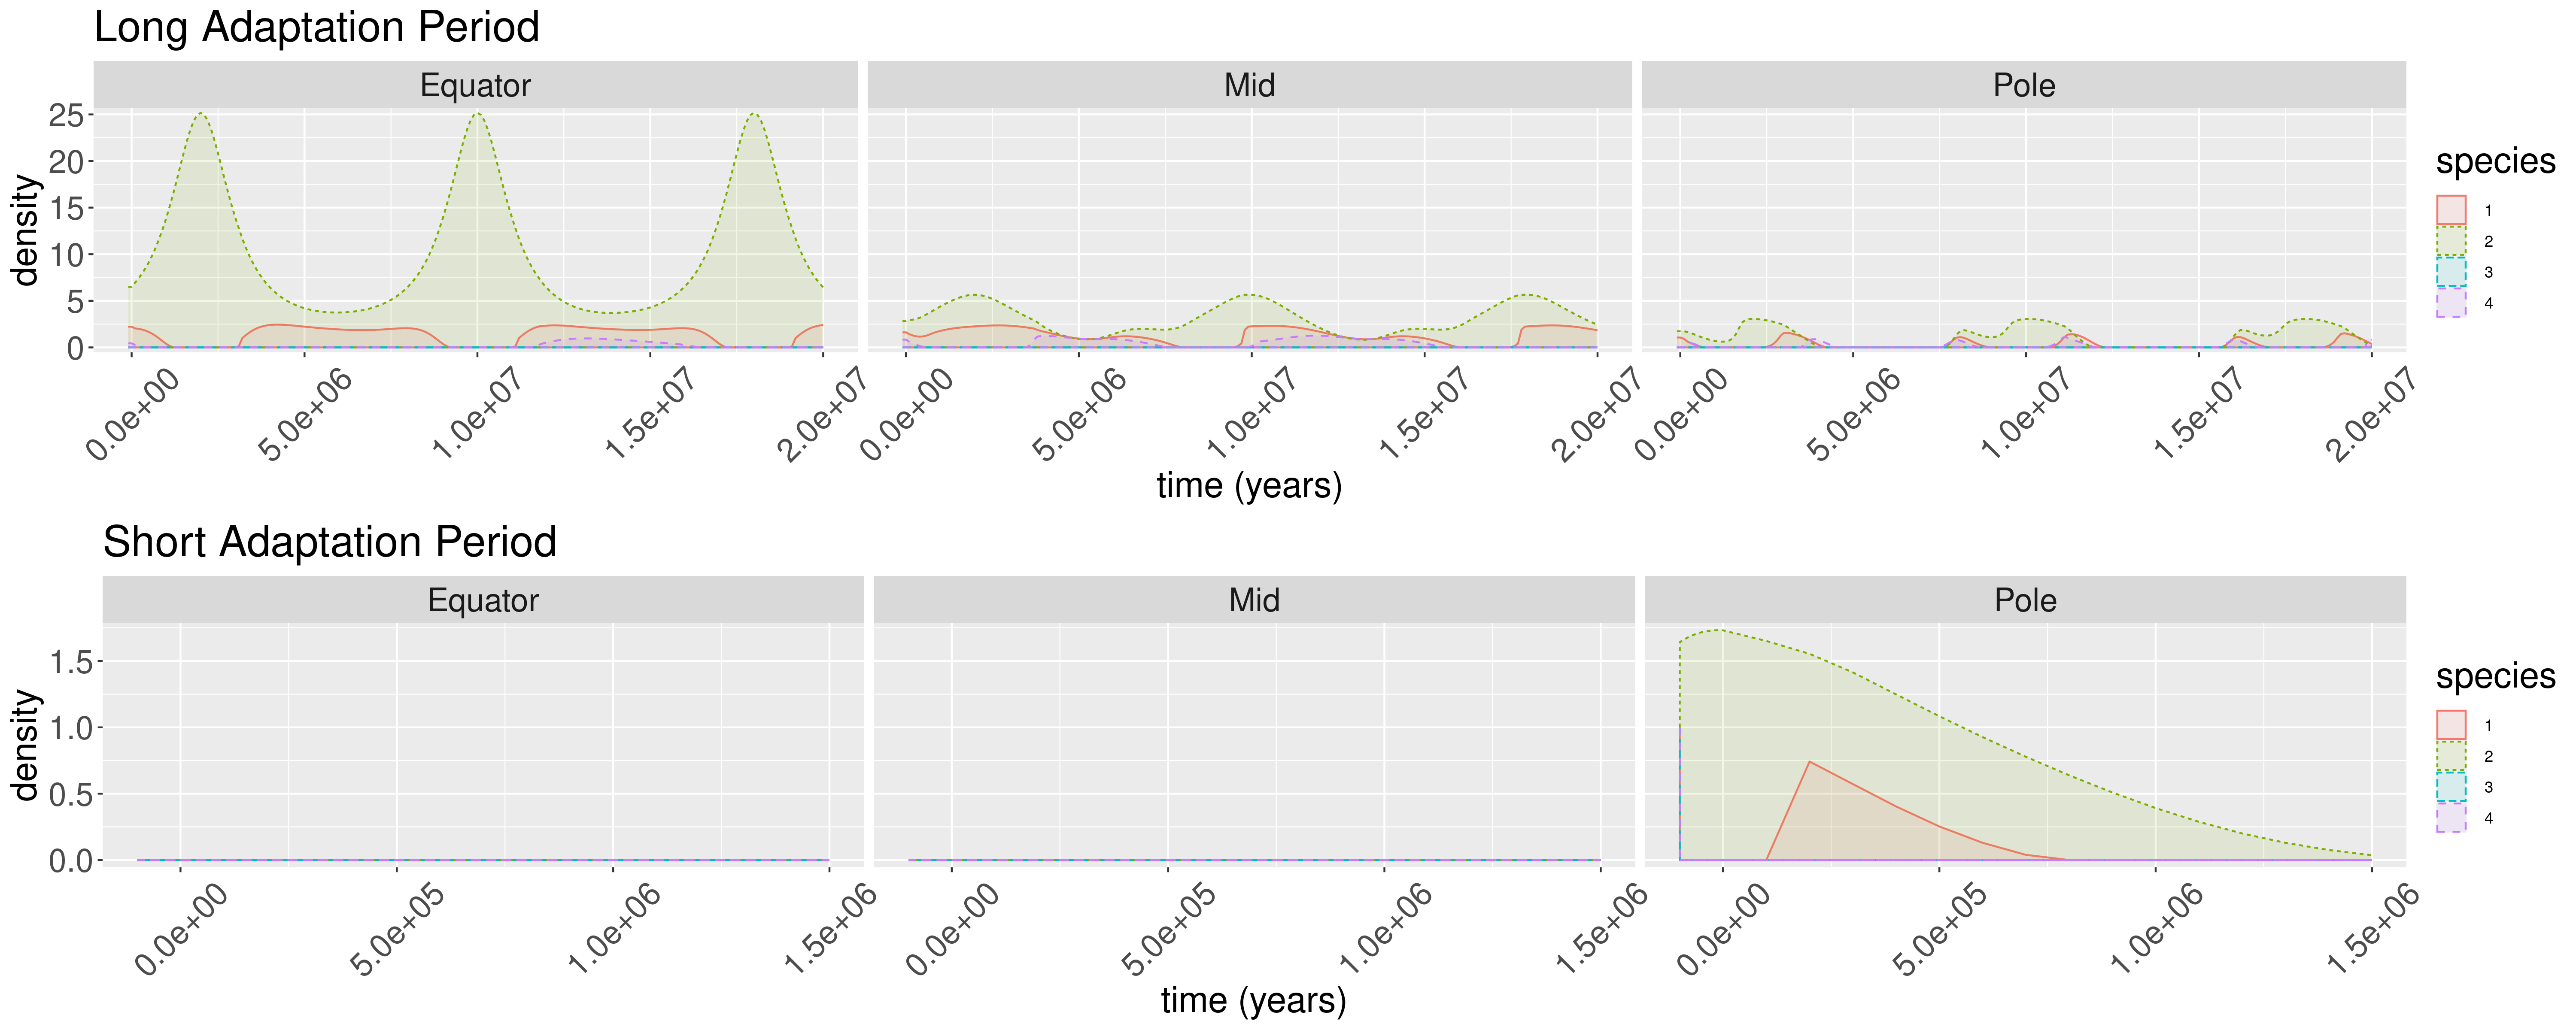 Long Adaptation Period
Equator Mid Pole
density
25
20
15
10
5
0
0.0e+00 5.0e+06 1.0e+07 1.5e+07 2.0e+07 0.0e+00 5.0e+06 1.0e+07 1.5e+07 2.0e+07 0.0e+00 5.0e+06 1.0e+07 1.5e+07 2.0e+07
time (years)
species
1
2
3
4
Short Adaptation Period
Equator Mid Pole
density
1.5
1.0
0.5
0.0
0.0e+00 5.0e+05 1.0e+06 1.5e+06 0.0e+00 5.0e+05 1.0e+06 1.5e+06 0.0e+00 5.0e+05 1.0e+06 1.5e+06
time (years)
species
1
2
3
4